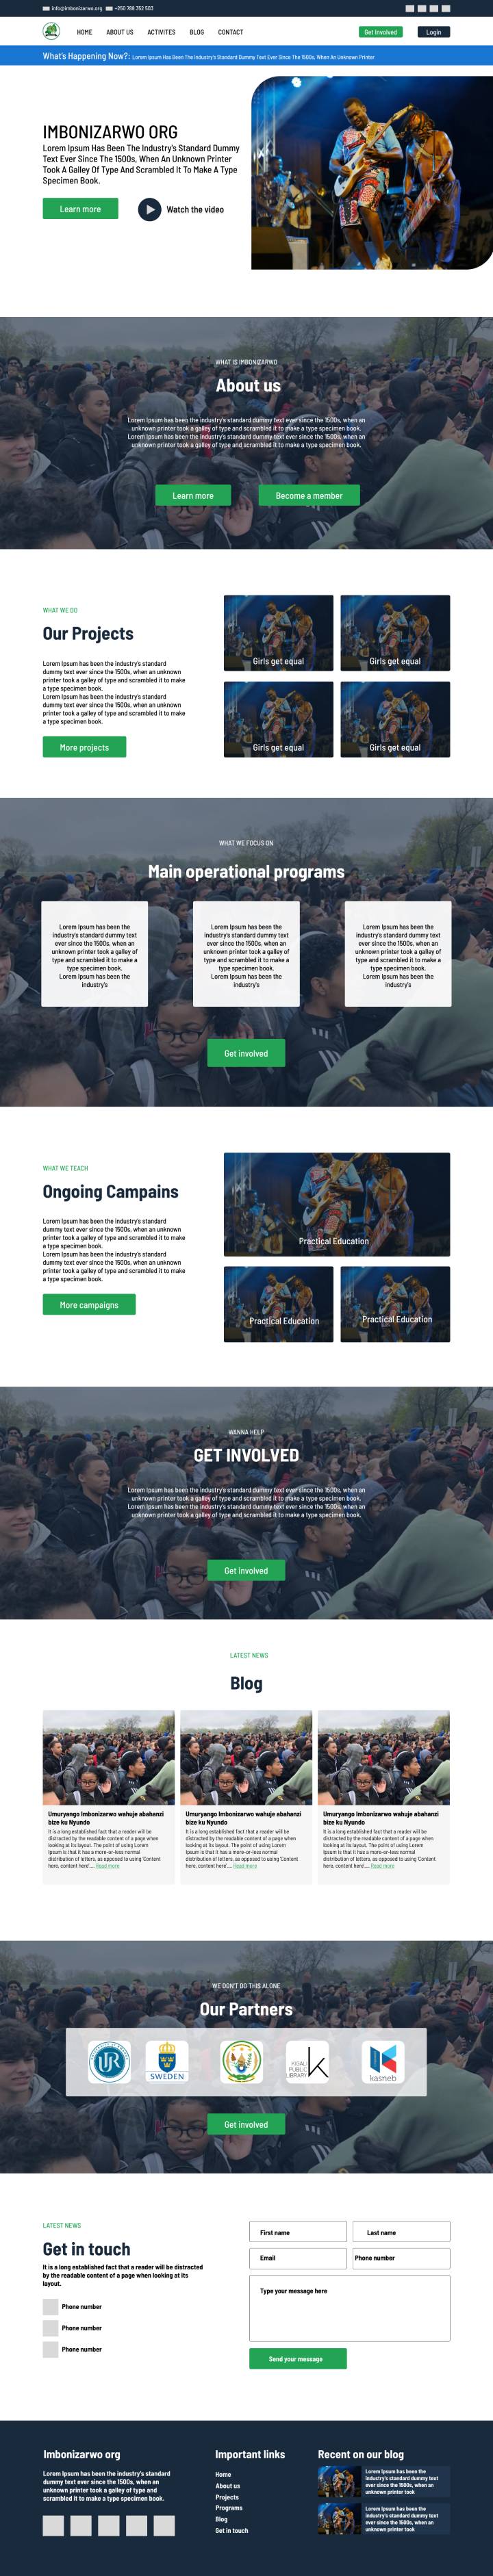 info@imbonizarwo.org +250 788 352 503
HOME ABOUT US ACTIVITES BLOG CONTACT Get Involved Login
What's Happening Now?: Lorem Ipsum Has Been The Industry's Standard Dummy Text Ever Since The 1500s, When An Unknown Printer
IMBONIZARWO ORG
Lorem Ipsum Has Been The Industry's Standard Dummy
Text Ever Since The 1500s, When An Unknown Printer
Took A Galley Of Type And Scrambled It To Make A Type
Specimen Book.
Learn more Watch the video
WHAT IS IMBONIZARWO
About us
Lorem Ipsum has been the industry's standard dummy text ever since the 1500s, when an
unknown printer took a galley of type and scrambled it to make a type specimen book.
Lorem Ipsum has been the industry's standard dummy text ever since the 1500s, when an
unknown printer took a galley of type and scrambled it to make a type specimen book.
Learn more Become a member
WHAT WE DO
Our Projects
Lorem Ipsum has been the industry's standard
dummy text ever since the 1500s, when an unknown
printer took a galley of type and scrambled it to make
a type specimen book.
Lorem Ipsum has been the industry's standard
dummy text ever since the 1500s, when an unknown
printer took a galley of type and scrambled it to make
a type specimen book.
More projects
Girls get equal Girls get equal
Girls get equal Girls get equal
WHAT WE FOCUS ON
Main operational programs
Lorem Ipsum has been the
industry's standard dummy text
ever since the 1500s, when an
unknown printer took a galley of
type and scrambled it to make a
type specimen book.
Lorem Ipsum has been the
industry's
Lorem Ipsum has been the
industry's standard dummy text
ever since the 1500s, when an
unknown printer took a galley of
type and scrambled it to make a
type specimen book.
Lorem Ipsum has been the
industry's
Lorem Ipsum has been the
industry's standard dummy text
ever since the 1500s, when an
unknown printer took a galley of
type and scrambled it to make a
type specimen book.
Lorem Ipsum has been the
industry's
Get involved
WHAT WE TEACH
Ongoing Campains
Lorem Ipsum has been the industry's standard
dummy text ever since the 1500s, when an unknown
printer took a galley of type and scrambled it to make
a type specimen book.
Lorem Ipsum has been the industry's standard
dummy text ever since the 1500s, when an unknown
printer took a galley of type and scrambled it to make
a type specimen book.
More campaigns
Practical Education
Practical Education Practical Education
WANNA HELP
GET INVOLVED
Lorem Ipsum has been the industry's standard dummy text ever since the 1500s, when an
unknown printer took a galley of type and scrambled it to make a type specimen book.
Lorem Ipsum has been the industry's standard dummy text ever since the 1500s, when an
unknown printer took a galley of type and scrambled it to make a type specimen book.
Get involved
LATEST NEWS
Blog
Umuryango Imbonizarwo wahuje abahanzi
bize ku Nyundo
It is a long established fact that a reader will be
distracted by the readable content of a page when
looking at its layout. The point of using Lorem
Ipsum is that it has a more-or-less normal
distribution of letters, as opposed to using 'Content
here, content here'.... Read more
Umuryango Imbonizarwo wahuje abahanzi
bize ku Nyundo
It is a long established fact that a reader will be
distracted by the readable content of a page when
looking at its layout. The point of using Lorem
Ipsum is that it has a more-or-less normal
distribution of letters, as opposed to using 'Content
here, content here'.... Read more
Umuryango Imbonizarwo wahuje abahanzi
bize ku Nyundo
It is a long established fact that a reader will be
distracted by the readable content of a page when
looking at its layout. The point of using Lorem
Ipsum is that it has a more-or-less normal
distribution of letters, as opposed to using 'Content
here, content here'.... Read more
WE DON'T DO THIS ALONE
Our Partners
UR
SWEDEN
KGALI
PUBLIC
LIBRARY
kasneb
Get involved
LATEST NEWS
Get in touch
It is a long established fact that a reader will be distracted
by the readable content of a page when looking at its
layout.
Phone number
Phone number
Phone number
First name Last name
Email Phone number
Type your message here
Send your message
Imbonizarwo org
Lorem Ipsum has been the industry's standard
dummy text ever since the 1500s, when an
unknown printer took a galley of type and
scrambled it to make a type specimen book.
Important links
Home
About us
Projects
Programs
Blog
Get in touch
Recent on our blog
Lorem Ipsum has been the
industry's standard dummy text
ever since the 1500s, when an
unknown printer took
Lorem Ipsum has been the
industry's standard dummy text
ever since the 1500s, when an
unknown printer took